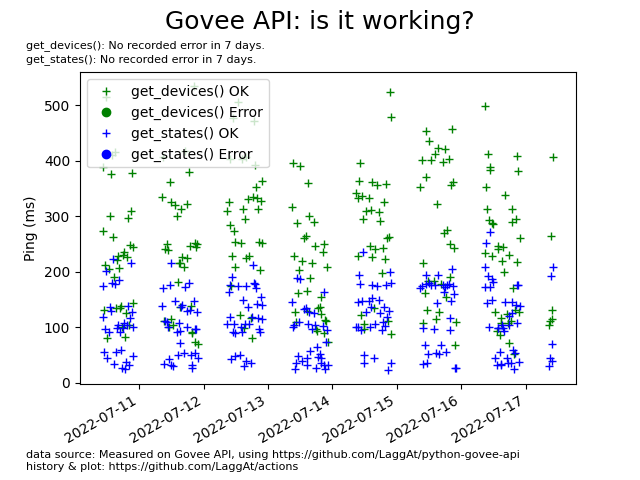 Govee API: is it working?
get_devices(): No recorded error in 7 days.
get_states(): No recorded error in 7 days.
get_devices() OK
get_devices() Error
get_states() OK
get_states() Error
Ping (ms)
500
400
300
200
100
0
2022-07-11
2022-07-12
2022-07-13
2022-07-14
2022-07-15
2022-07-16
2022-07-17
data source: Measured on Govee API, using https://github.com/LaggAt/python-govee-api
history & plot: https://github.com/LaggAt/actions